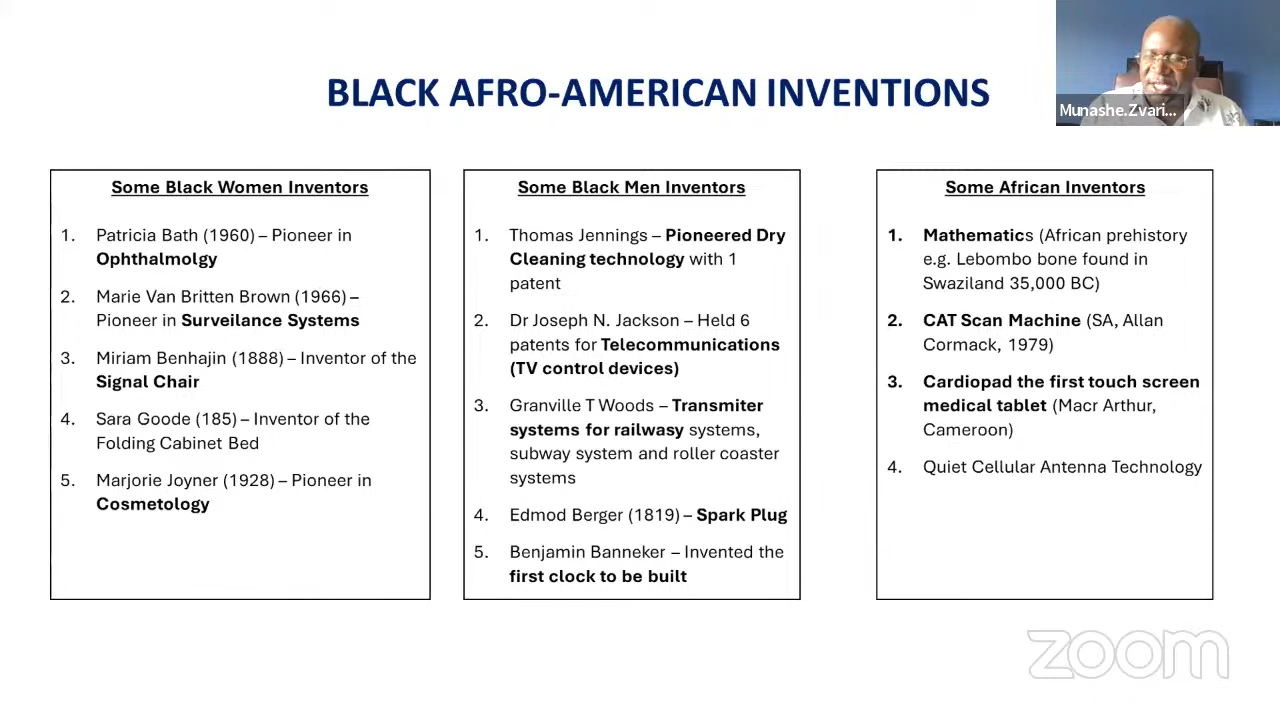 BLACK AFRO-AMERICAN INVENTIONS
Munashe.Zvari...
Some Black Women Inventors
1. Patricia Bath (1960) – Pioneer in
Ophthalmolgy
2. Marie Van Britten Brown (1966) –
Pioneer in Surveilance Systems
3. Miriam Benhajin (1888) – Inventor of the
Signal Chair
4. Sara Goode (185) – Inventor of the
Folding Cabinet Bed
5. Marjorie Joyner (1928) – Pioneer in
Cosmetology
Some Black Men Inventors
1. Thomas Jennings – Pioneered Dry
Cleaning technology with 1
patent
2. Dr Joseph N. Jackson – Held 6
patents for Telecommunications
(TV control devices)
3. Granville T Woods – Transmiter
systems for railwasy systems,
subway system and roller coaster
systems
4. Edmod Berger (1819) – Spark Plug
5. Benjamin Banneker – Invented the
first clock to be built
Some African Inventors
1. Mathematics (African prehistory
e.g. Lebombo bone found in
Swaziland 35,000 BC)
2. CAT Scan Machine (SA, Allan
Cormack, 1979)
3. Cardiopad the first touch screen
medical tablet (Macr Arthur,
Cameroon)
4. Quiet Cellular Antenna Technology
zoom